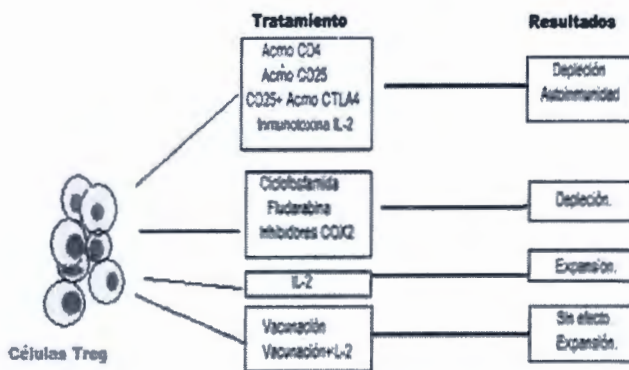 Tratamiento
Resultados
Acmo CD4
Acmo CD25
CD25+ Acmo CTLA4
Inmunotoxina IL-2
Depleción
Autoinmunidad
Ciclofosfamida
Fludarabina
Inhibidores COX2
Depleción.
IL-2
Expansíon.
Vacunación
Vacunación+IL-2
Sin efecto
Expansión.
Células Treg